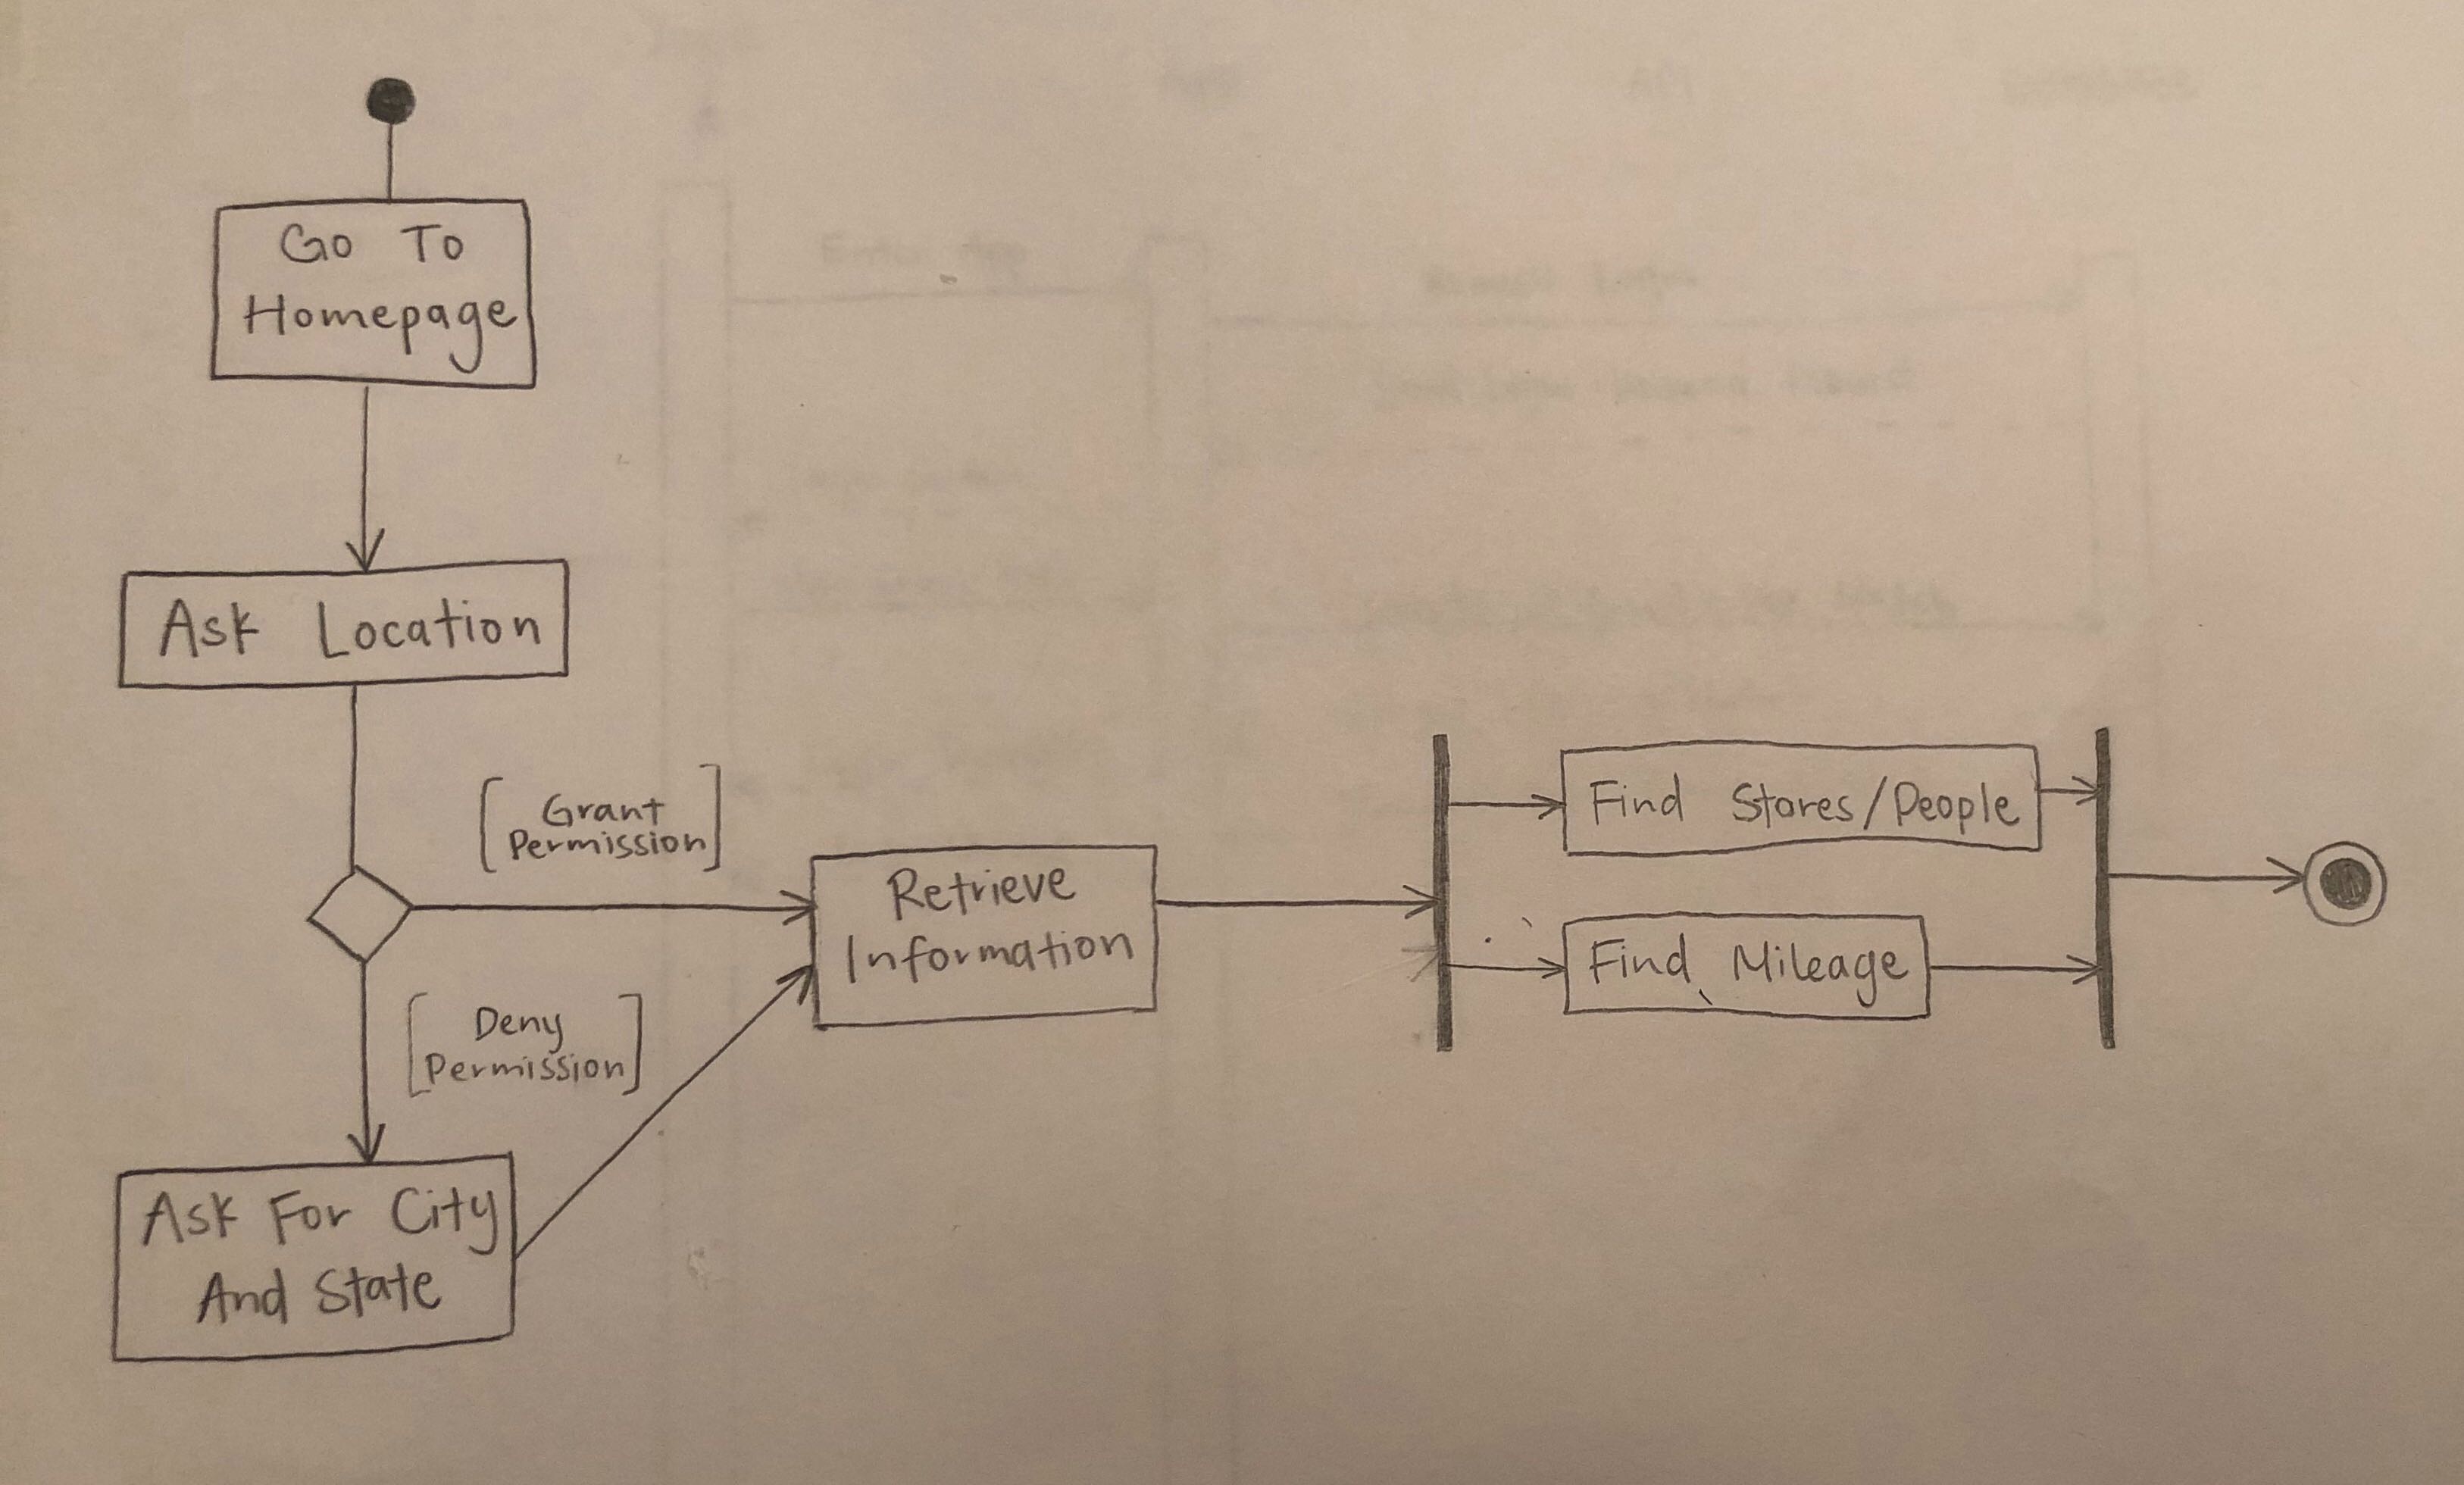 Go To
Homepage
Ask Location
[Grant
Permission]
Retrieve
Information
Find Stores/People
Find Mileage
[Deny
Permission]
Ask For City
And State